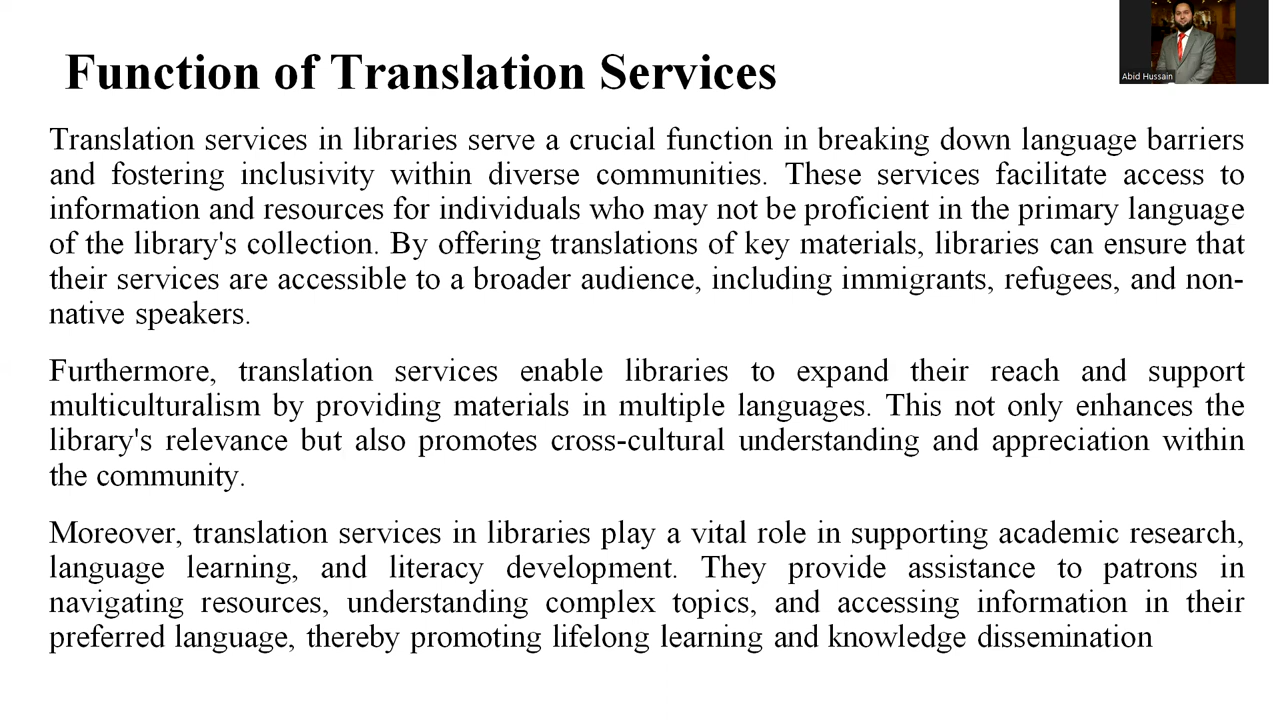 Function of Translation Services
Abid Hussain
Translation services in libraries serve a crucial function in breaking down language barriers
and fostering inclusivity within diverse communities. These services facilitate access to
information and resources for individuals who may not be proficient in the primary language
of the library's collection. By offering translations of key materials, libraries can ensure that
their services are accessible to a broader audience, including immigrants, refugees, and non-
native speakers.
Furthermore, translation services enable libraries to expand their reach and support
multiculturalism by providing materials in multiple languages. This not only enhances the
library's relevance but also promotes cross-cultural understanding and appreciation within
the community.
Moreover, translation services in libraries play a vital role in supporting academic research,
language learning, and literacy development. They provide assistance to patrons in
navigating resources, understanding complex topics, and accessing information in their
preferred language, thereby promoting lifelong learning and knowledge dissemination